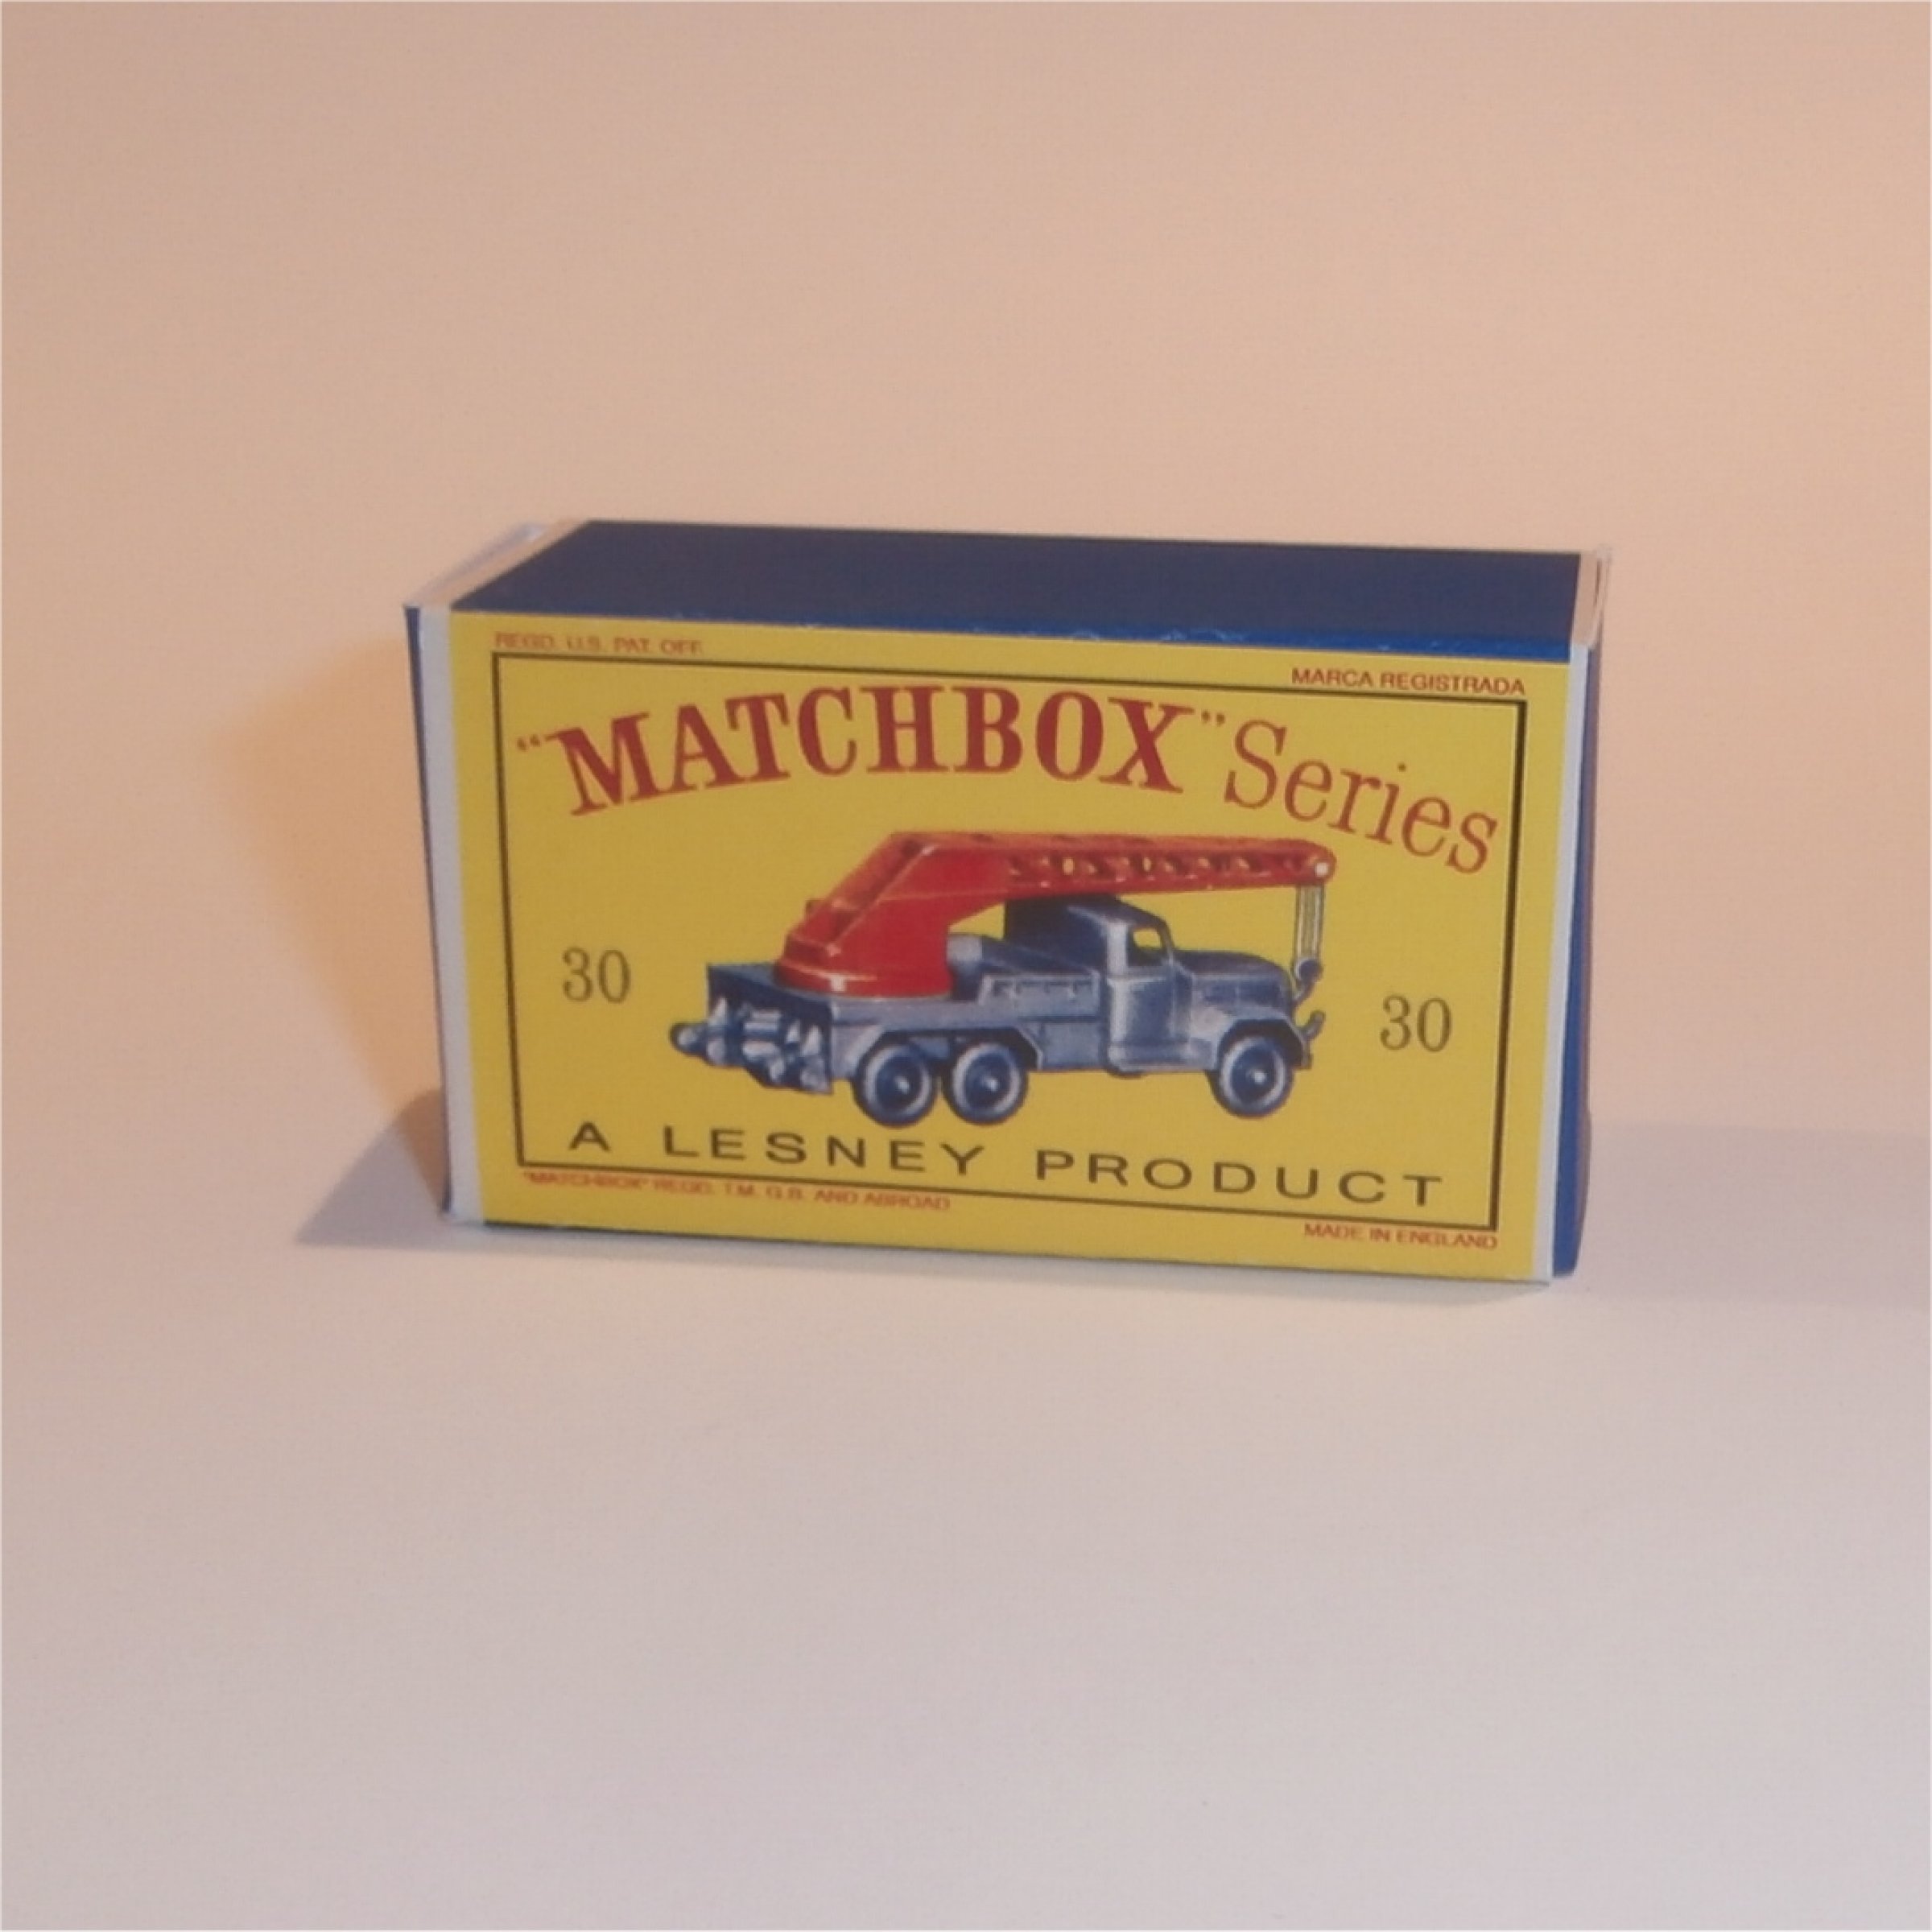 REGD. U.S. PAT. OFF.
MARCA REGISTRADA
"MATCHBOX" Series
30
30
A LESNEY PRODUCT
"MATCHBOX" REGD. T.M. G.B. AND ABROAD
MADE IN ENGLAND